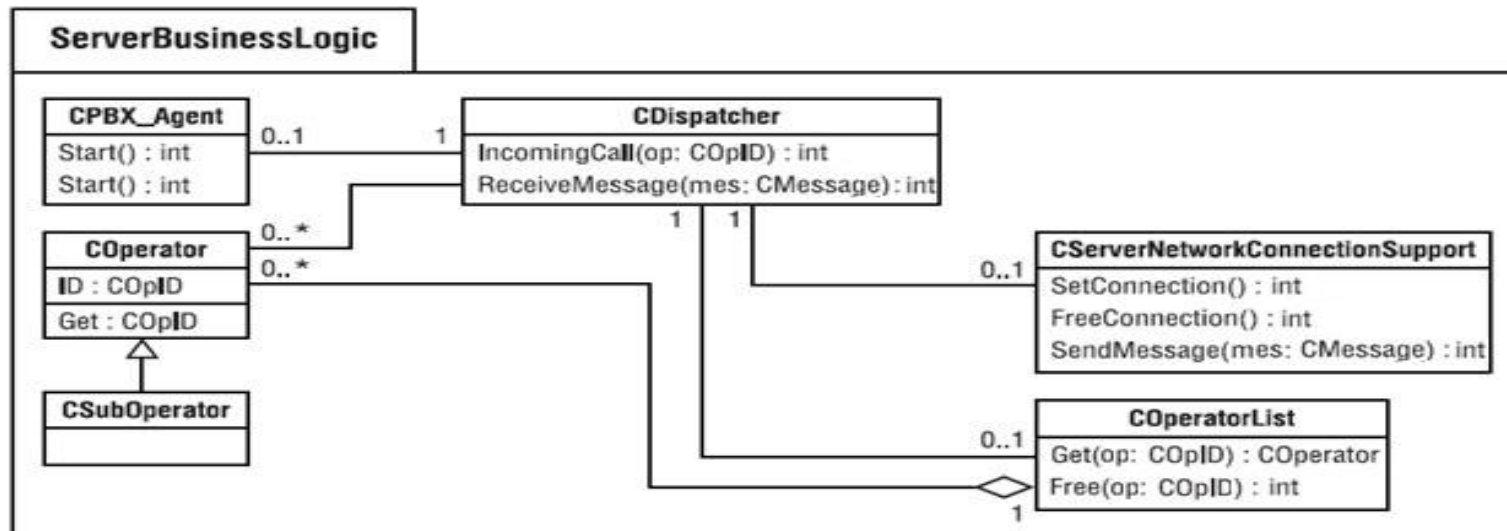 ServerBusinessLogic
CPBX_Agent
Start() : int
Start() : int
0..1
1
CDispatcher
IncomingCall(op: COpID) : int
ReceiveMessage(mes: CMessage) : int
COperator
ID : COpID
Get : COpID
0..*
0..*
1
1
CServerNetworkConnectionSupport
SetConnection() : int
FreeConnection() : int
SendMessage(mes: CMessage) : int
0..1
CSubOperator
COperatorList
Get(op: COpID) : COperator
Free(op: COpID) : int
0..1
1